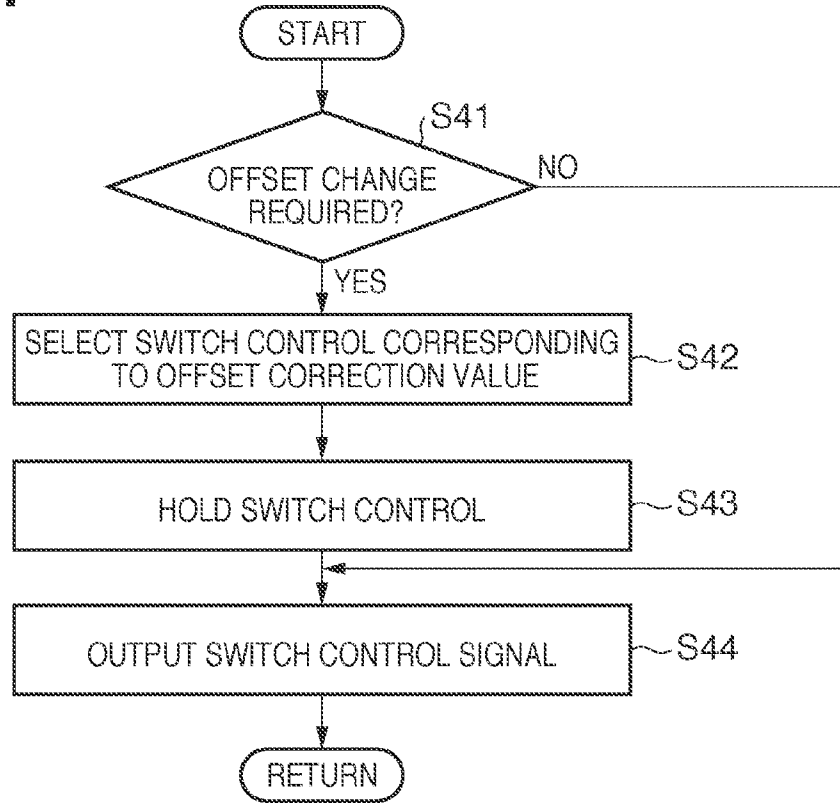 START
S41
OFFSET CHANGE
REQUIRED?
NO
YES
SELECT SWITCH CONTROL CORRESPONDING
TO OFFSET CORRECTION VALUE
S42
HOLD SWITCH CONTROL
S43
OUTPUT SWITCH CONTROL SIGNAL
S44
RETURN